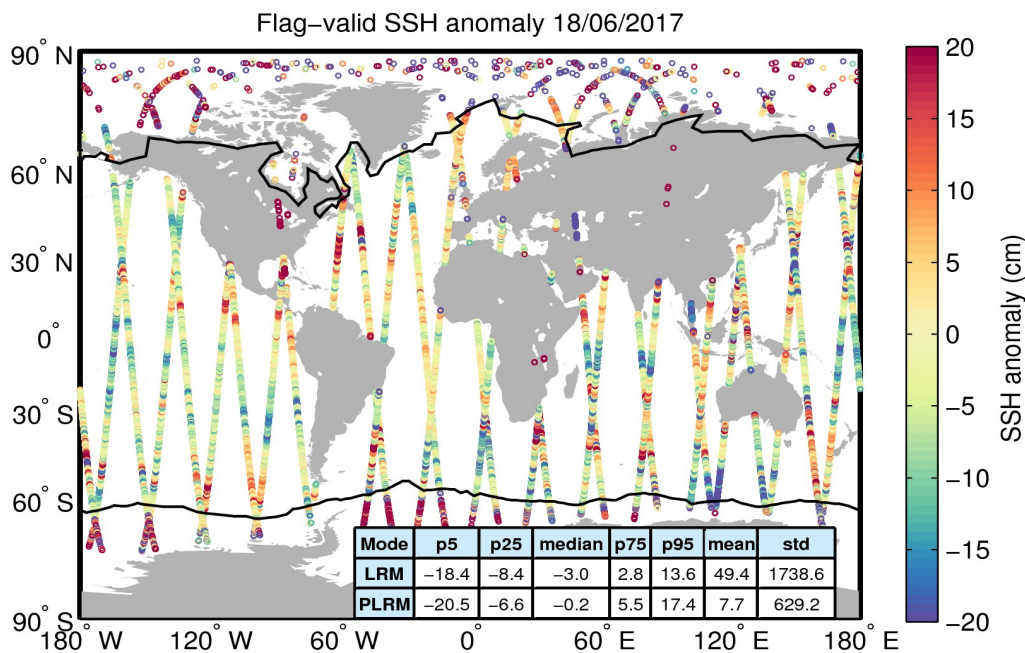 Flag−valid SSH anomaly 18/06/2017
90° N
60° N
30° N
0°
30° S
60° S
90° S
180° W 120° W 60° W 0° 60° E 120° E 180° E
Mode p5 p25 median p75 p95 mean std
LRM −18.4 −8.4 −3.0 2.8 13.6 49.4 1738.6
PLRM −20.5 −6.6 −0.2 5.5 17.4 7.7 629.2
20
15
10
5
0
−5
−10
−15
−20
SSH anomaly (cm)